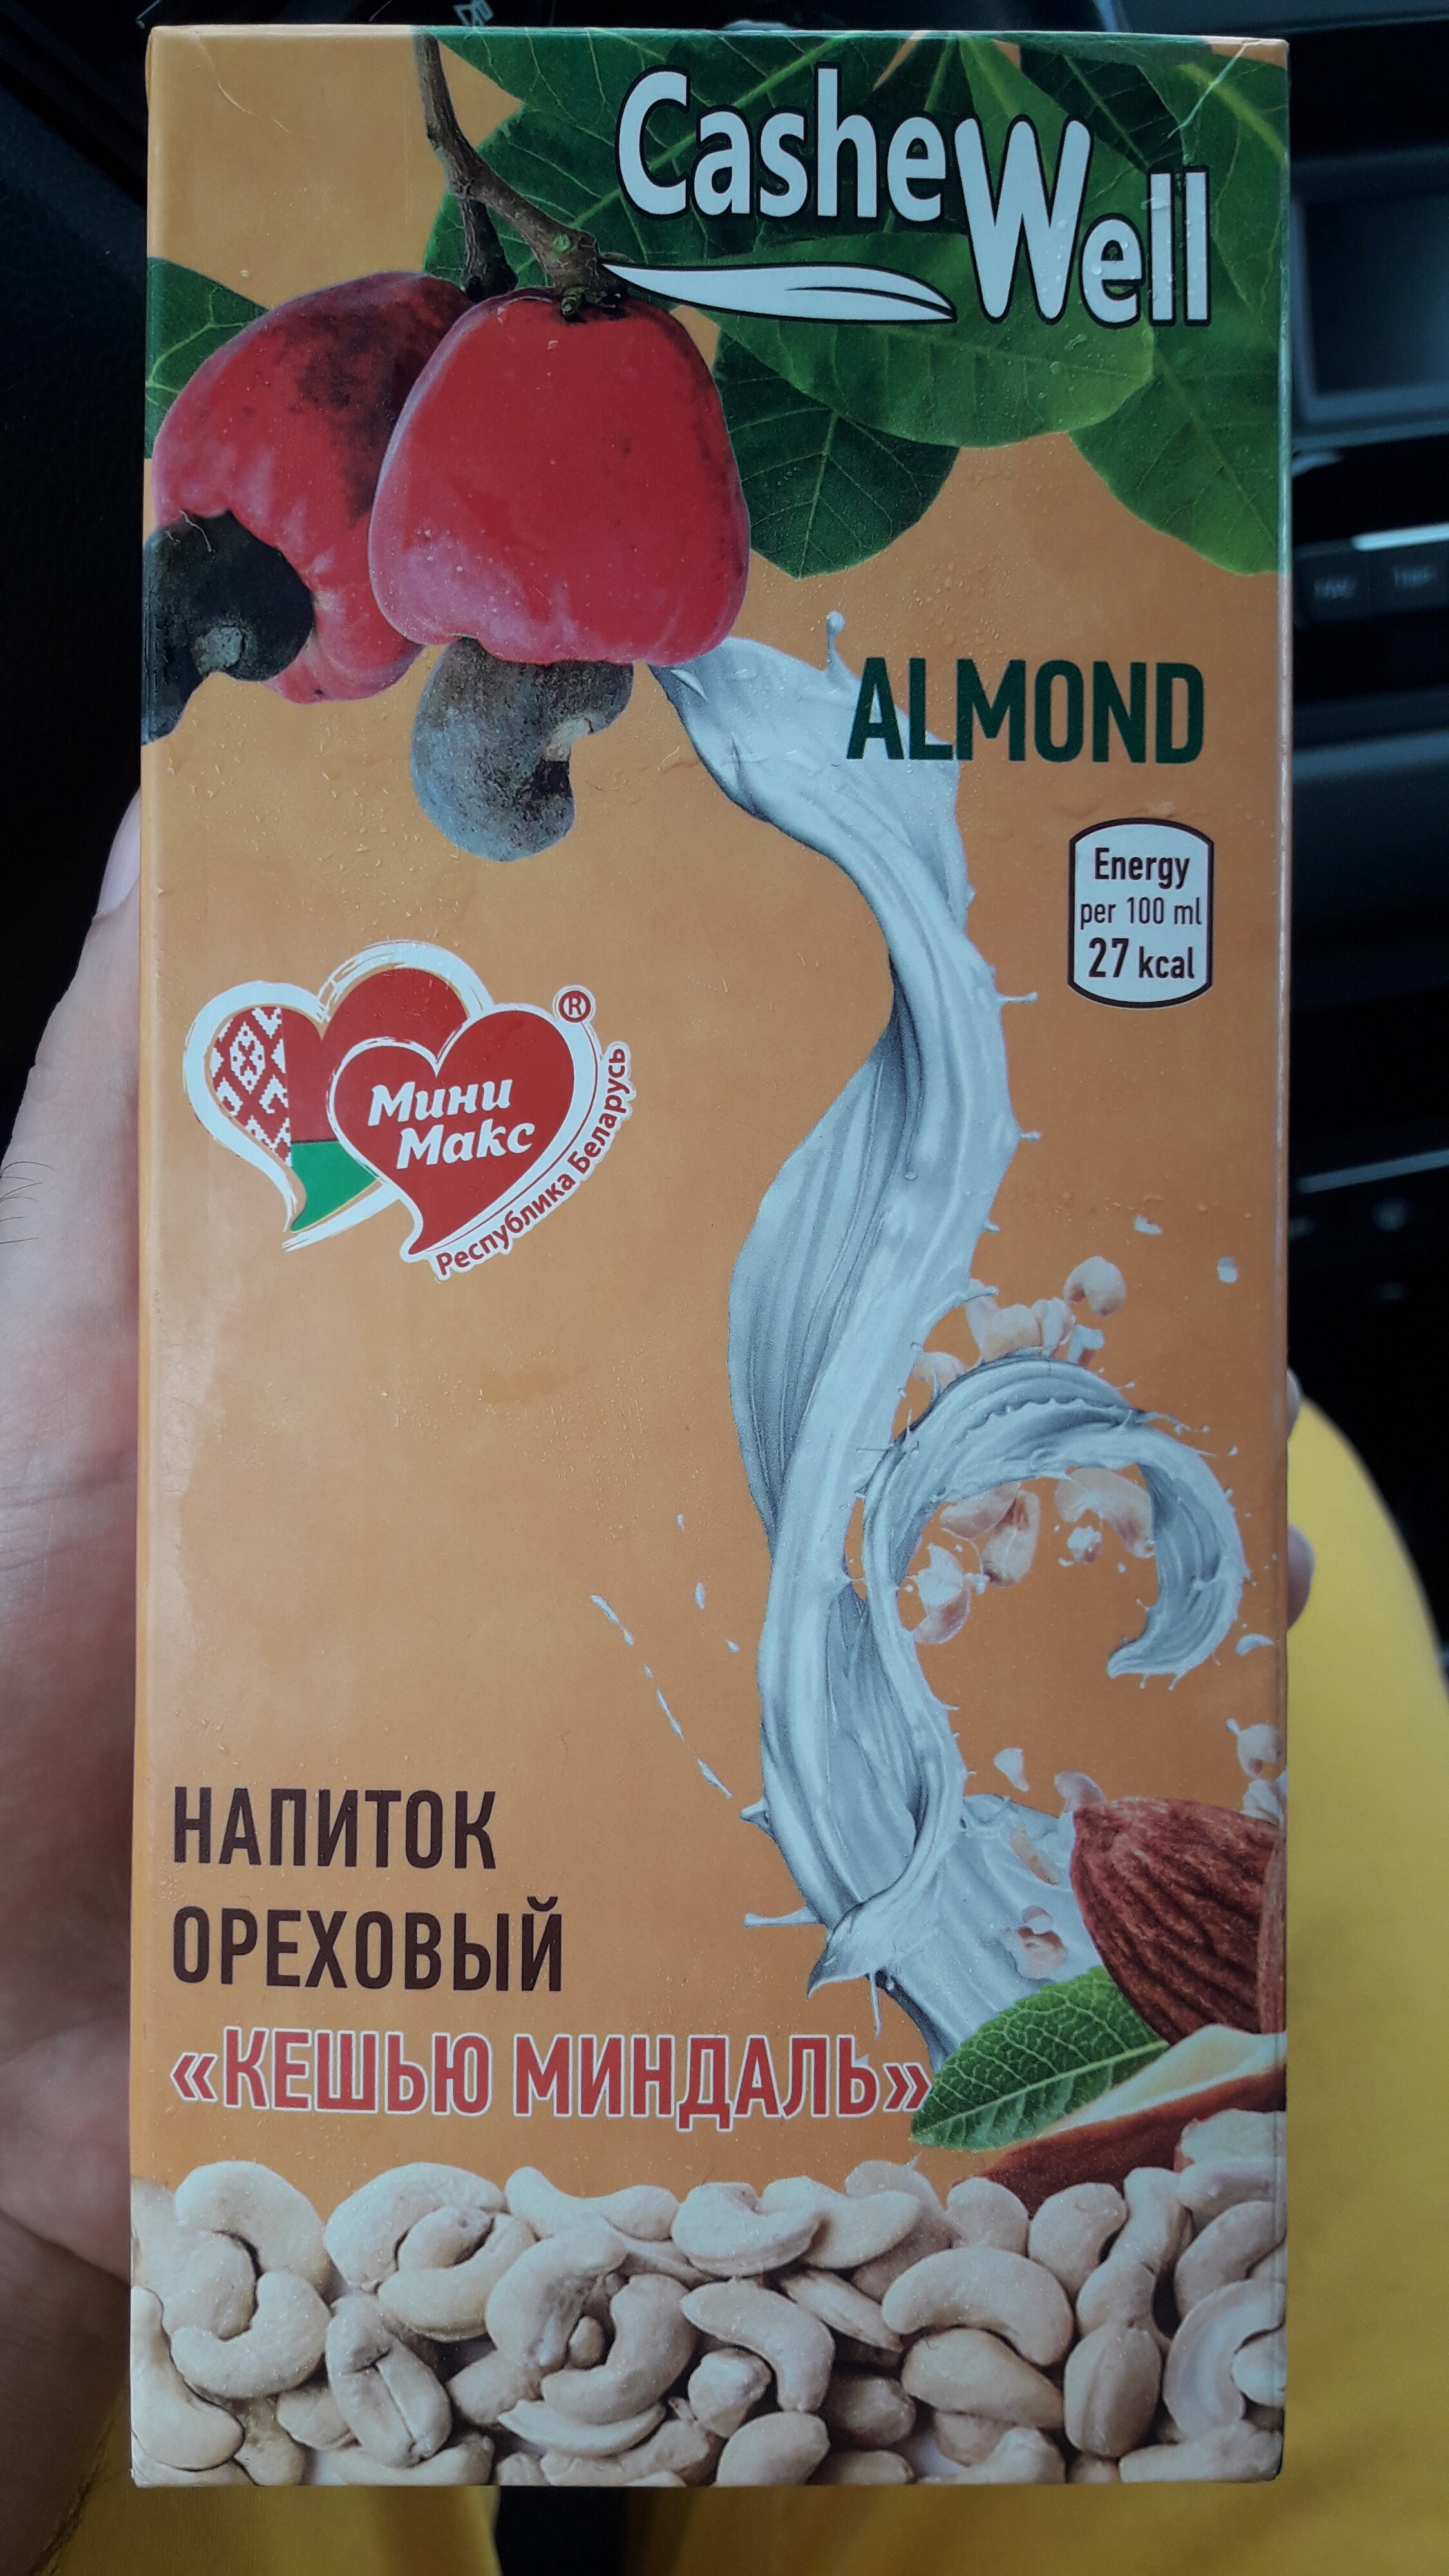 CasheWell
ALMOND
Energy
per 100 ml
27 kcal
®
Мини
Макс
Республика Беларусь
НАПИТОК
ОРЕХОВЫЙ
«КЕШЬЮ МИНДАЛЬ»